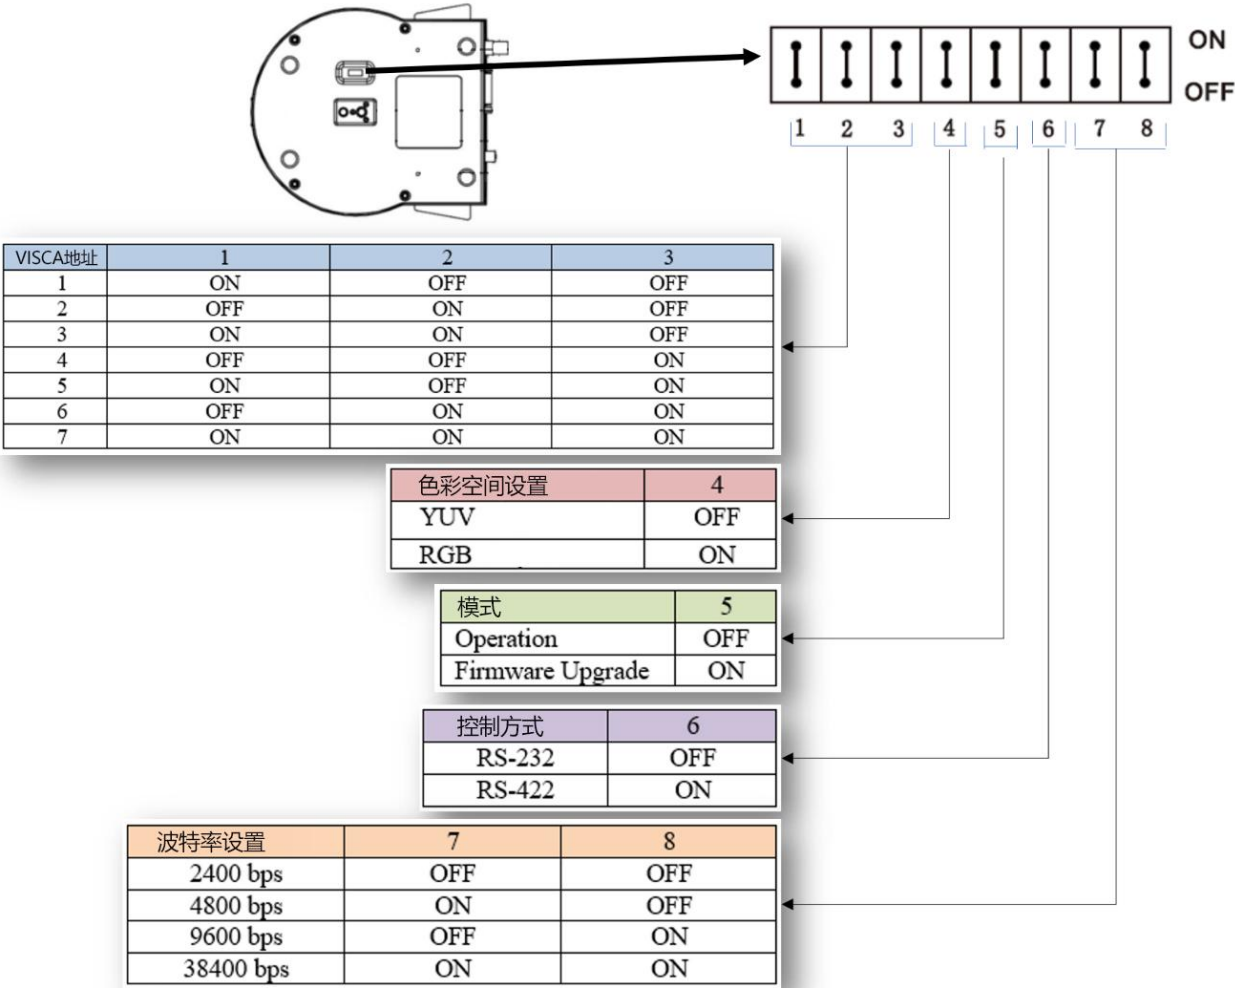 ON
OFF
1 2 3 4 5 6 7 8
VISCA地址 1 2 3
1 ON OFF OFF
2 OFF ON OFF
3 ON ON OFF
4 OFF OFF ON
5 ON OFF ON
6 OFF ON ON
7 ON ON ON
色彩空间设置 4
YUV OFF
RGB ON
模式 5
Operation OFF
Firmware Upgrade ON
控制方式 6
RS-232 OFF
RS-422 ON
波特率设置 7 8
2400 bps OFF OFF
4800 bps ON OFF
9600 bps OFF ON
38400 bps ON ON